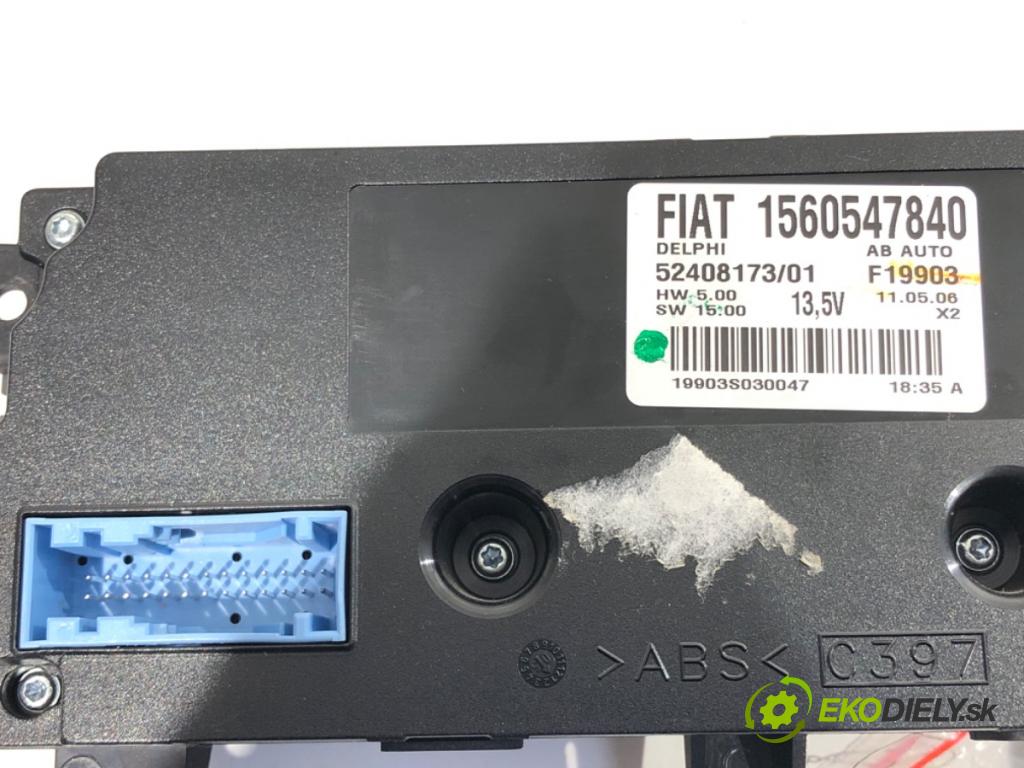 FIAT 1560547840
DELPHI AB AUTO
52408173/01 F19903
HW 5.00 13,5V 11.05.06
SW 15:00 X2
19903S030047 18:35 A
>ABS< C397
EKODIELY.sk